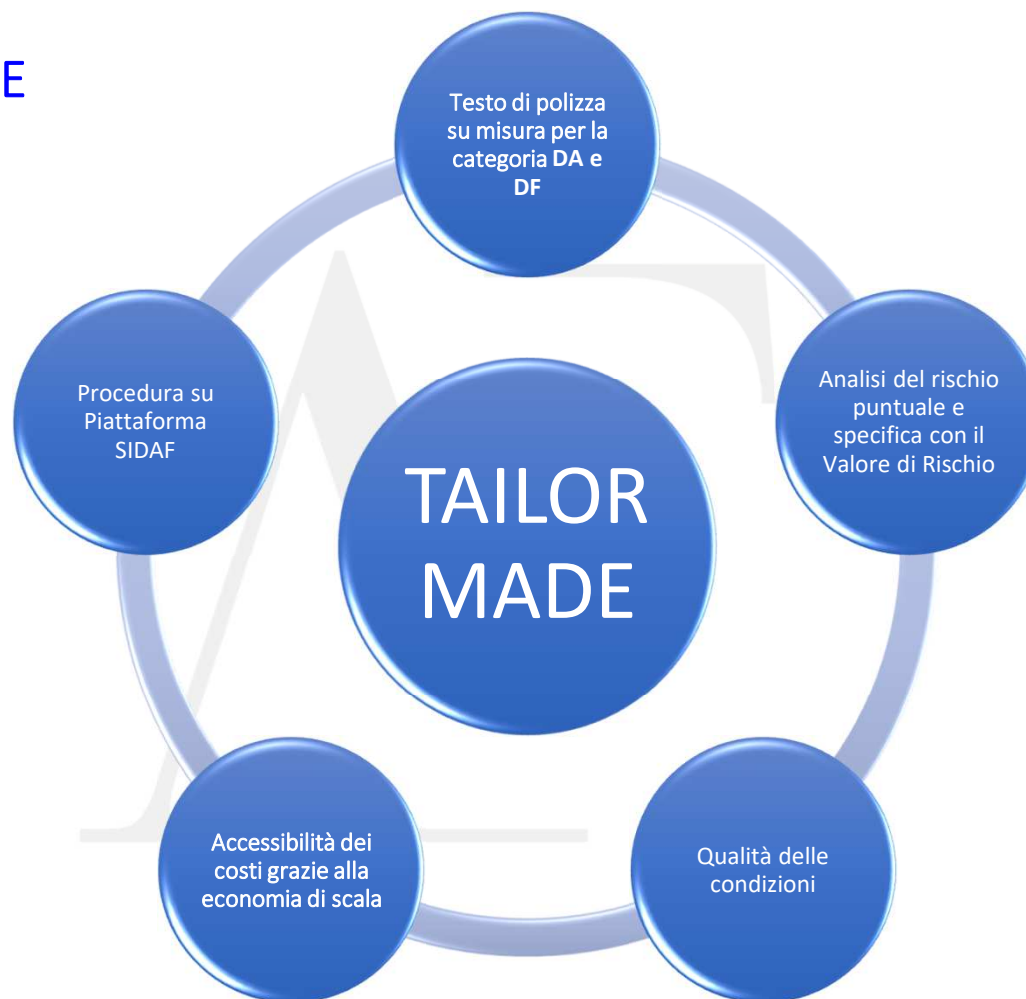 E
Testo di polizza
su misura per la
categoria DA e
DF
Analisi del rischio
puntuale e
specifica con il
Valore di Rischio
Qualità delle
condizioni
Accessibilità dei
costi grazie alla
economia di scala
Procedura su
Piattaforma
SIDAF
TAILOR
MADE